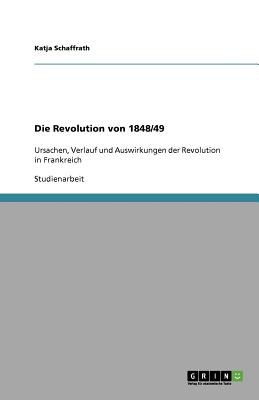 Katja Schaffrath
Die Revolution von 1848/49
Ursachen, Verlauf und Auswirkungen der Revolution
in Frankreich
Studienarbeit
G R I N
Verlag für akademische Texte